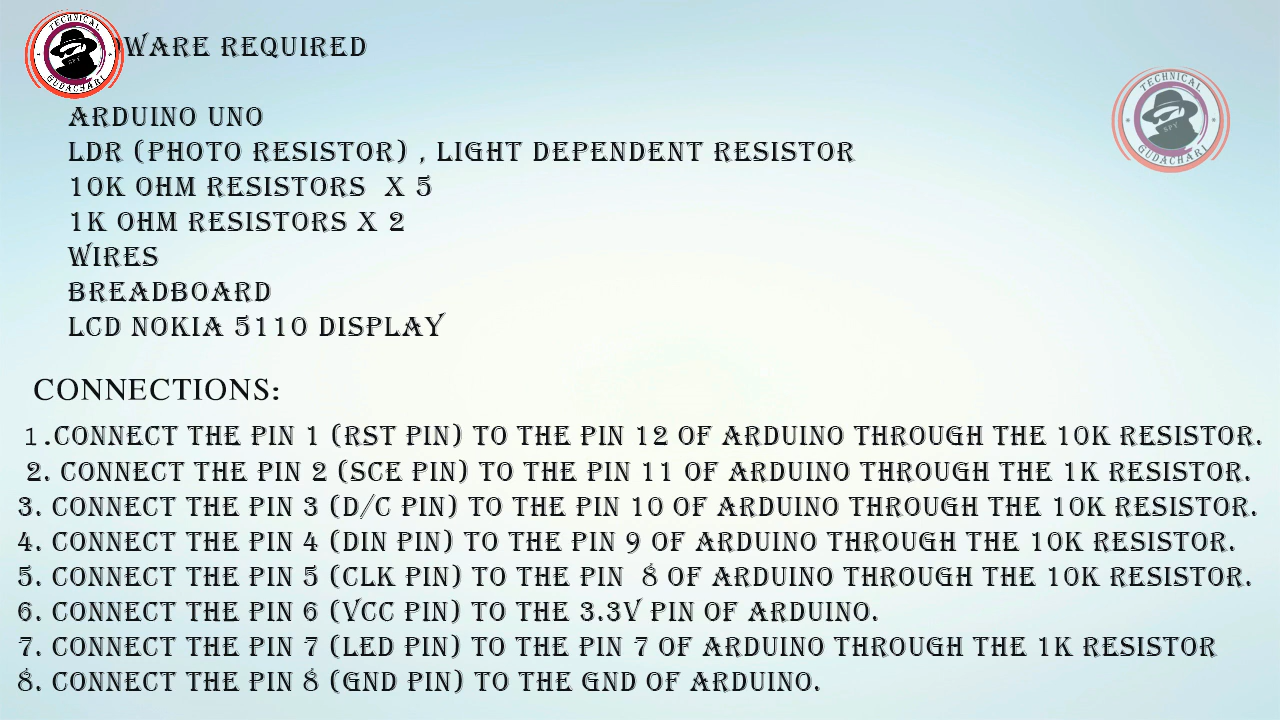 TECHNICAL
GUDACHARI
DWARE REQUIRED
TECHNICAL
SPY
GUDACHARI
ARDUINO UNO
LDR (PHOTO RESISTOR) , LIGHT DEPENDENT RESISTOR
10K OHM RESISTORS X 5
1K OHM RESISTORS X 2
WIRES
BREADBOARD
LCD NOKIA 5110 DISPLAY
CONNECTIONS:
1.CONNECT THE PIN 1 (RST PIN) TO THE PIN 12 OF ARDUINO THROUGH THE 10K RESISTOR.
2. CONNECT THE PIN 2 (SCE PIN) TO THE PIN 11 OF ARDUINO THROUGH THE 1K RESISTOR.
3. CONNECT THE PIN 3 (D/C PIN) TO THE PIN 10 OF ARDUINO THROUGH THE 10K RESISTOR.
4. CONNECT THE PIN 4 (DIN PIN) TO THE PIN 9 OF ARDUINO THROUGH THE 10K RESISTOR.
5. CONNECT THE PIN 5 (CLK PIN) TO THE PIN 8 OF ARDUINO THROUGH THE 10K RESISTOR.
6. CONNECT THE PIN 6 (VCC PIN) TO THE 3.3V PIN OF ARDUINO.
7. CONNECT THE PIN 7 (LED PIN) TO THE PIN 7 OF ARDUINO THROUGH THE 1K RESISTOR
8. CONNECT THE PIN 8 (GND PIN) TO THE GND OF ARDUINO.